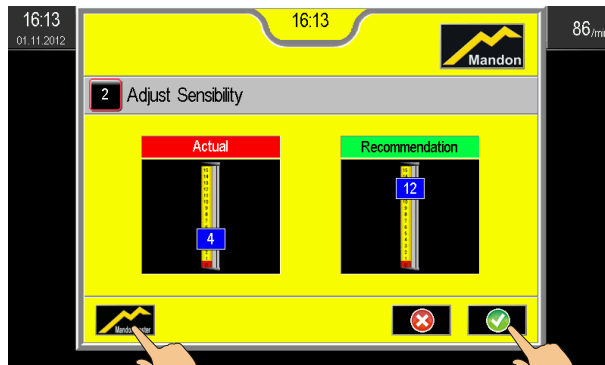 16:13
01.11.2012
16:13
86/min
Mandon
2 Adjust Sensibility
Actual
Recommendation
4
12